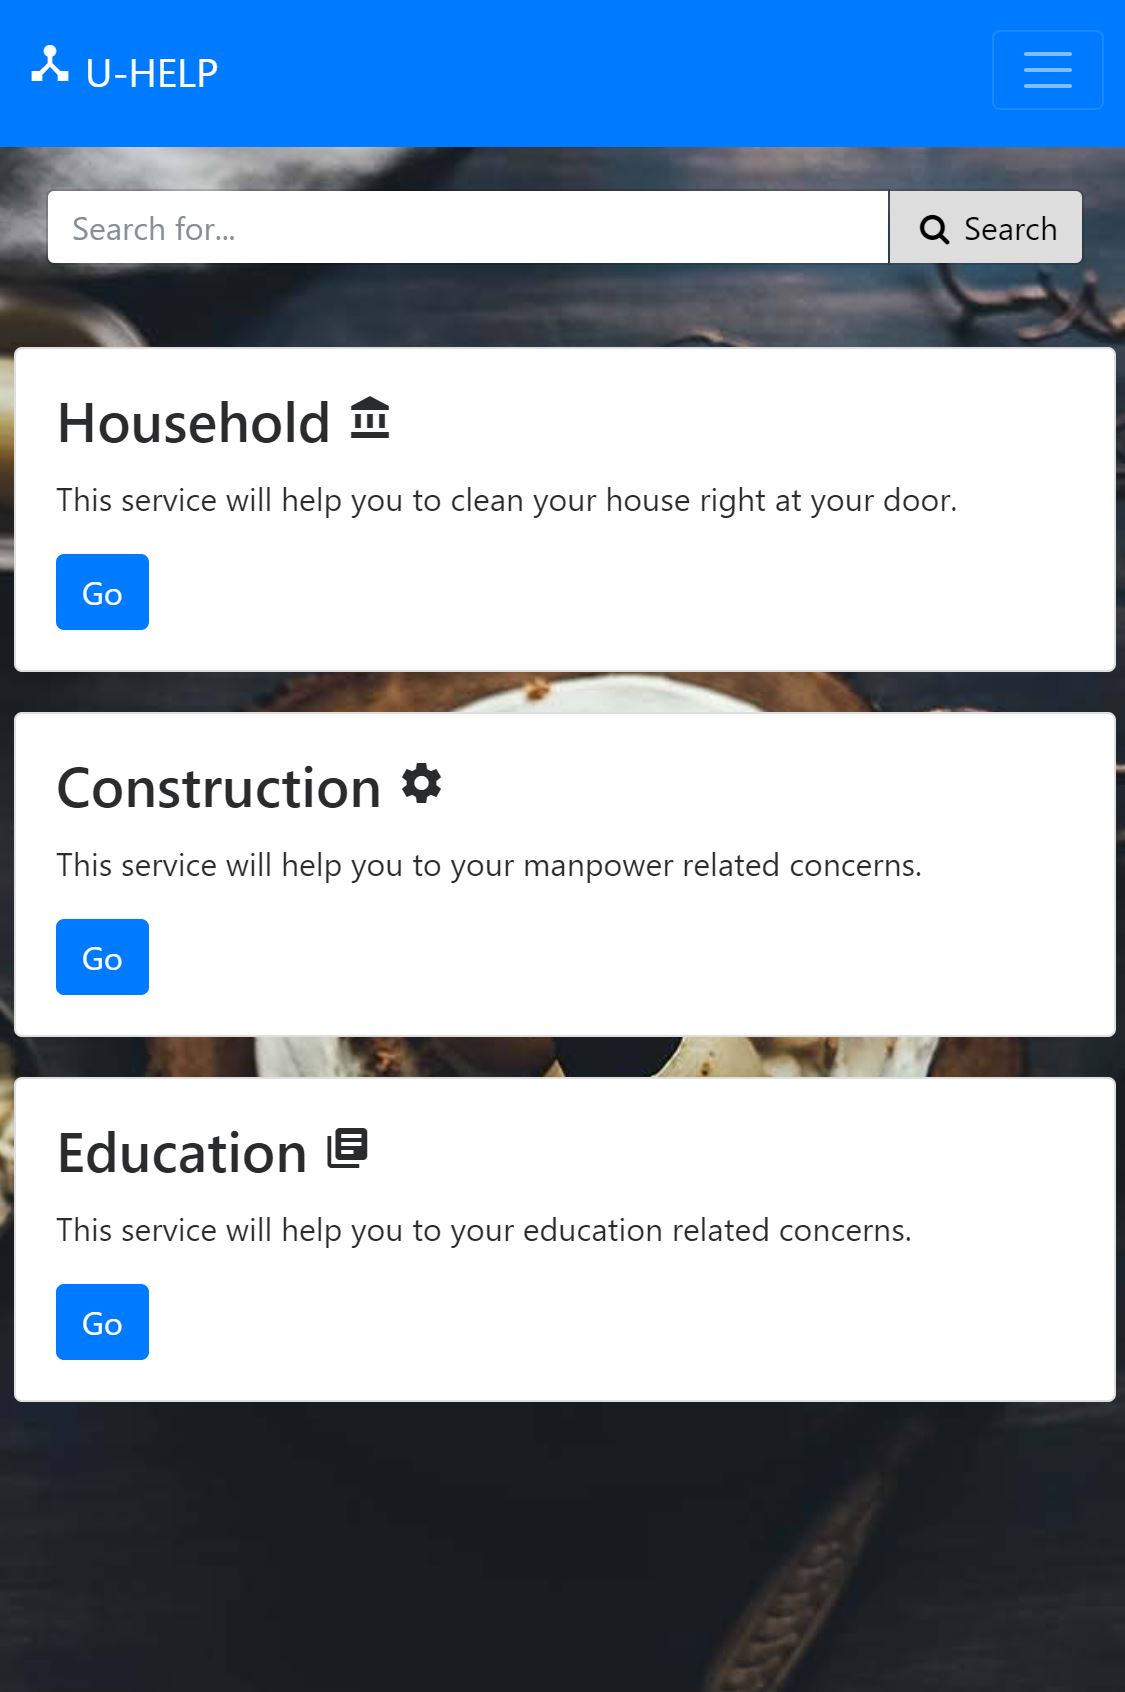 U-HELP
Search for...
Search
Household
This service will help you to clean your house right at your door.
Go
Construction
This service will help you to your manpower related concerns.
Go
Education
This service will help you to your education related concerns.
Go